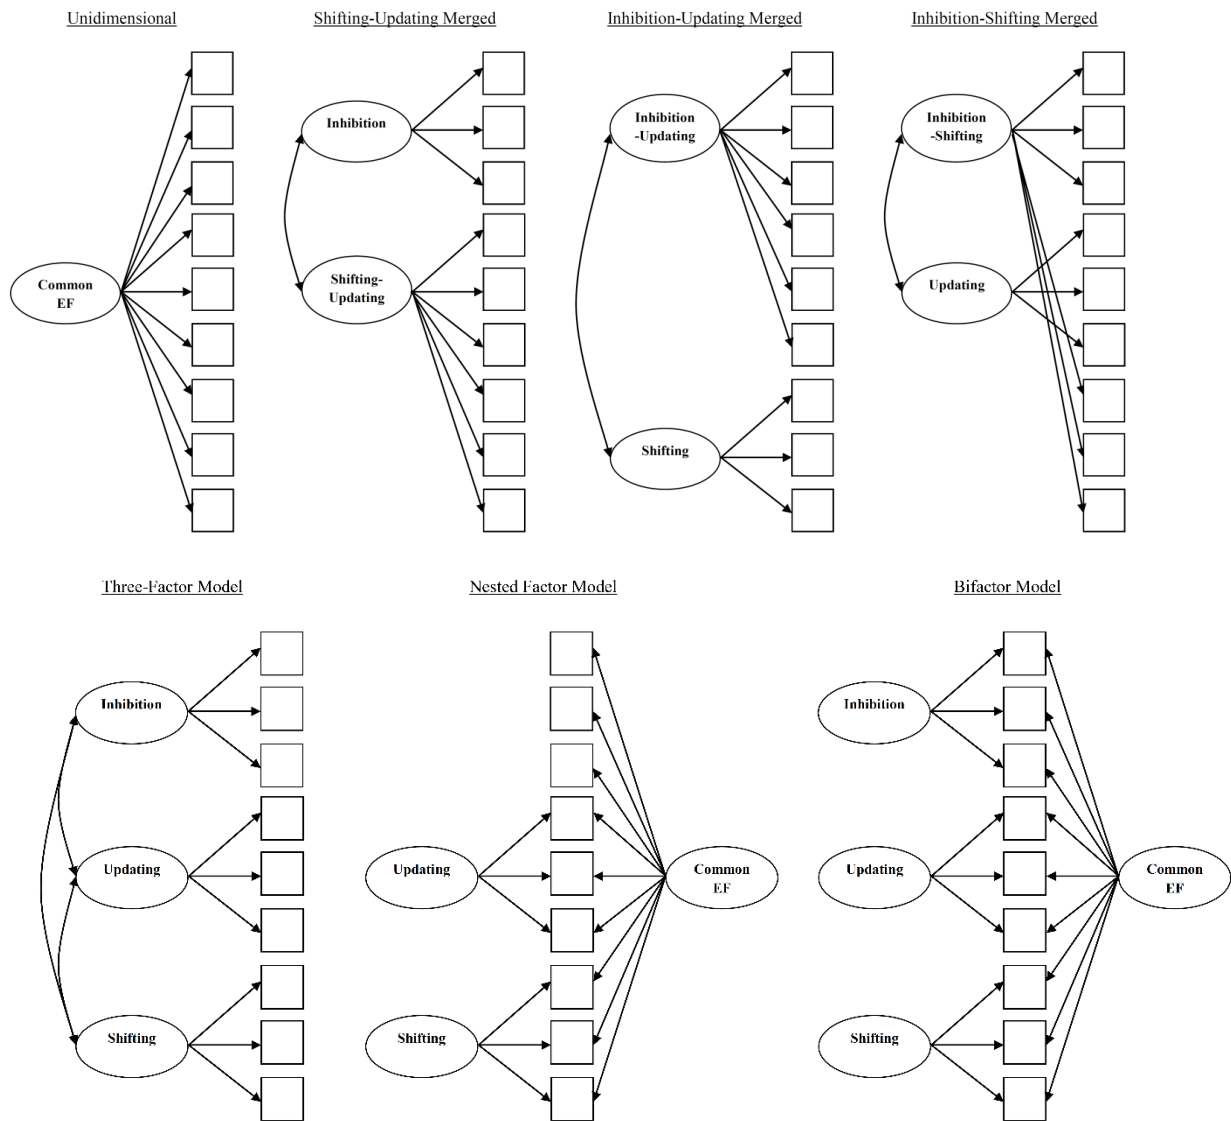 Unidimensional
Shifting-Updating Merged
Inhibition-Updating Merged
Inhibition-Shifting Merged
Common
EF
Inhibition
Shifting-
Updating
Inhibition
-Updating
Shifting
Inhibition
-Shifting
Updating
Three-Factor Model
Nested Factor Model
Bifactor Model
Inhibition
Updating
Shifting
Updating
Shifting
Common
EF
Inhibition
Updating
Shifting
Common
EF